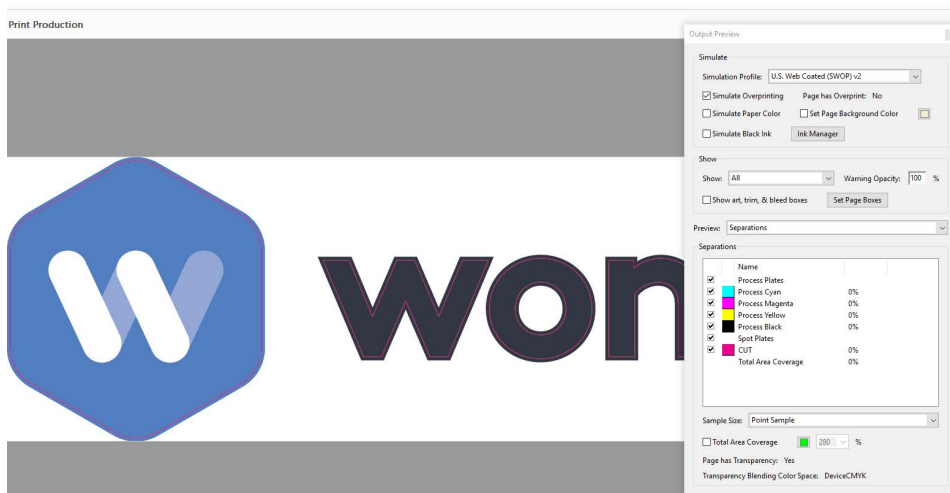 Print Production
Output Preview
Simulate
Simulation Profile: U.S. Web Coated (SWOP) v2
Simulate Overprinting Page has Overprint: No
Simulate Paper Color Set Page Background Color
Simulate Black Ink Ink Manager
Show
Show: All Warning Opacity: 100 %
Show art, trim, & bleed boxes Set Page Boxes
Preview: Separations
Separations
Name
Process Plates
Process Cyan 0%
Process Magenta 0%
Process Yellow 0%
Process Black 0%
Spot Plates
CUT 0%
Total Area Coverage 0%
Sample Size: Point Sample
Total Area Coverage 280 %
Page has Transparency: Yes
Transparency Blending Color Space: DeviceCMYK
W won